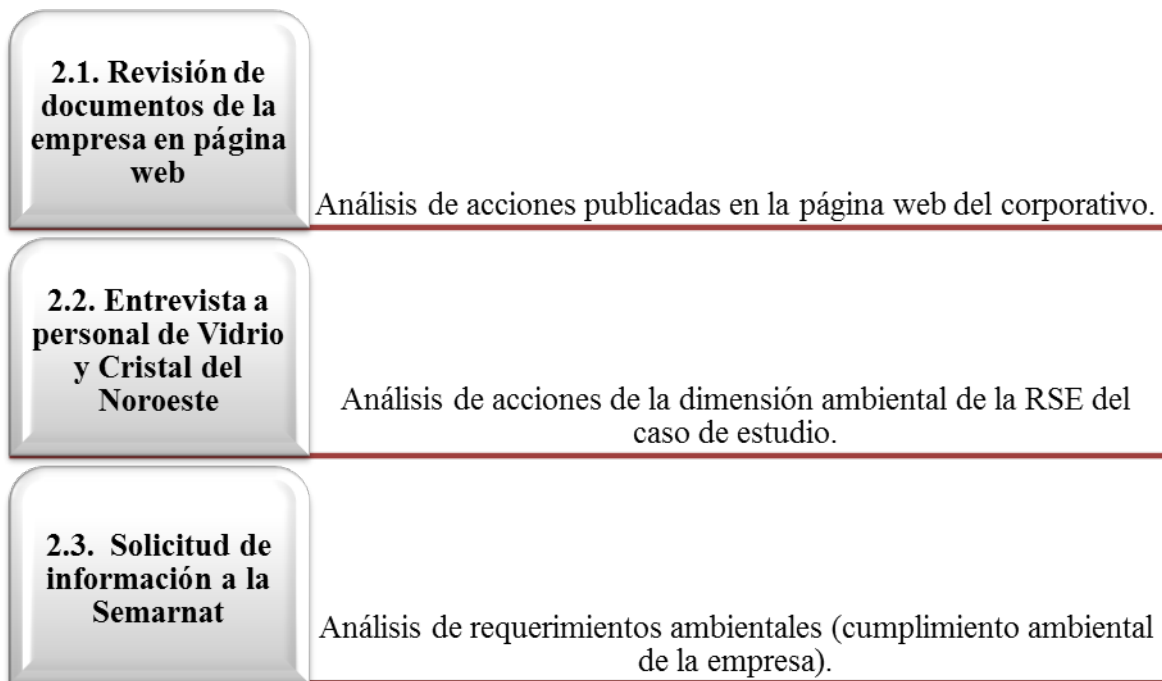 2.1. Revisión de
documentos de la
empresa en página
web
Análisis de acciones publicadas en la página web del corporativo.
2.2. Entrevista a
personal de Vidrio
y Cristal del
Noroeste
Análisis de acciones de la dimensión ambiental de la RSE del
caso de estudio.
2.3. Solicitud de
información a la
Semarnat
Análisis de requerimientos ambientales (cumplimiento ambiental
de la empresa).